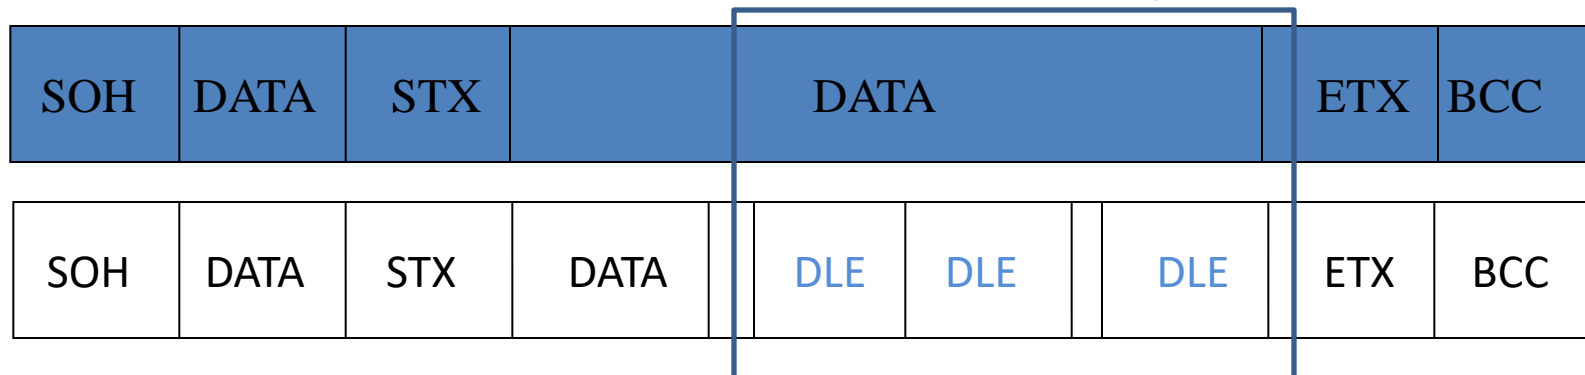 SOH DATA STX DATA ETX BCC
SOH DATA STX DATA DLE DLE DLE ETX BCC